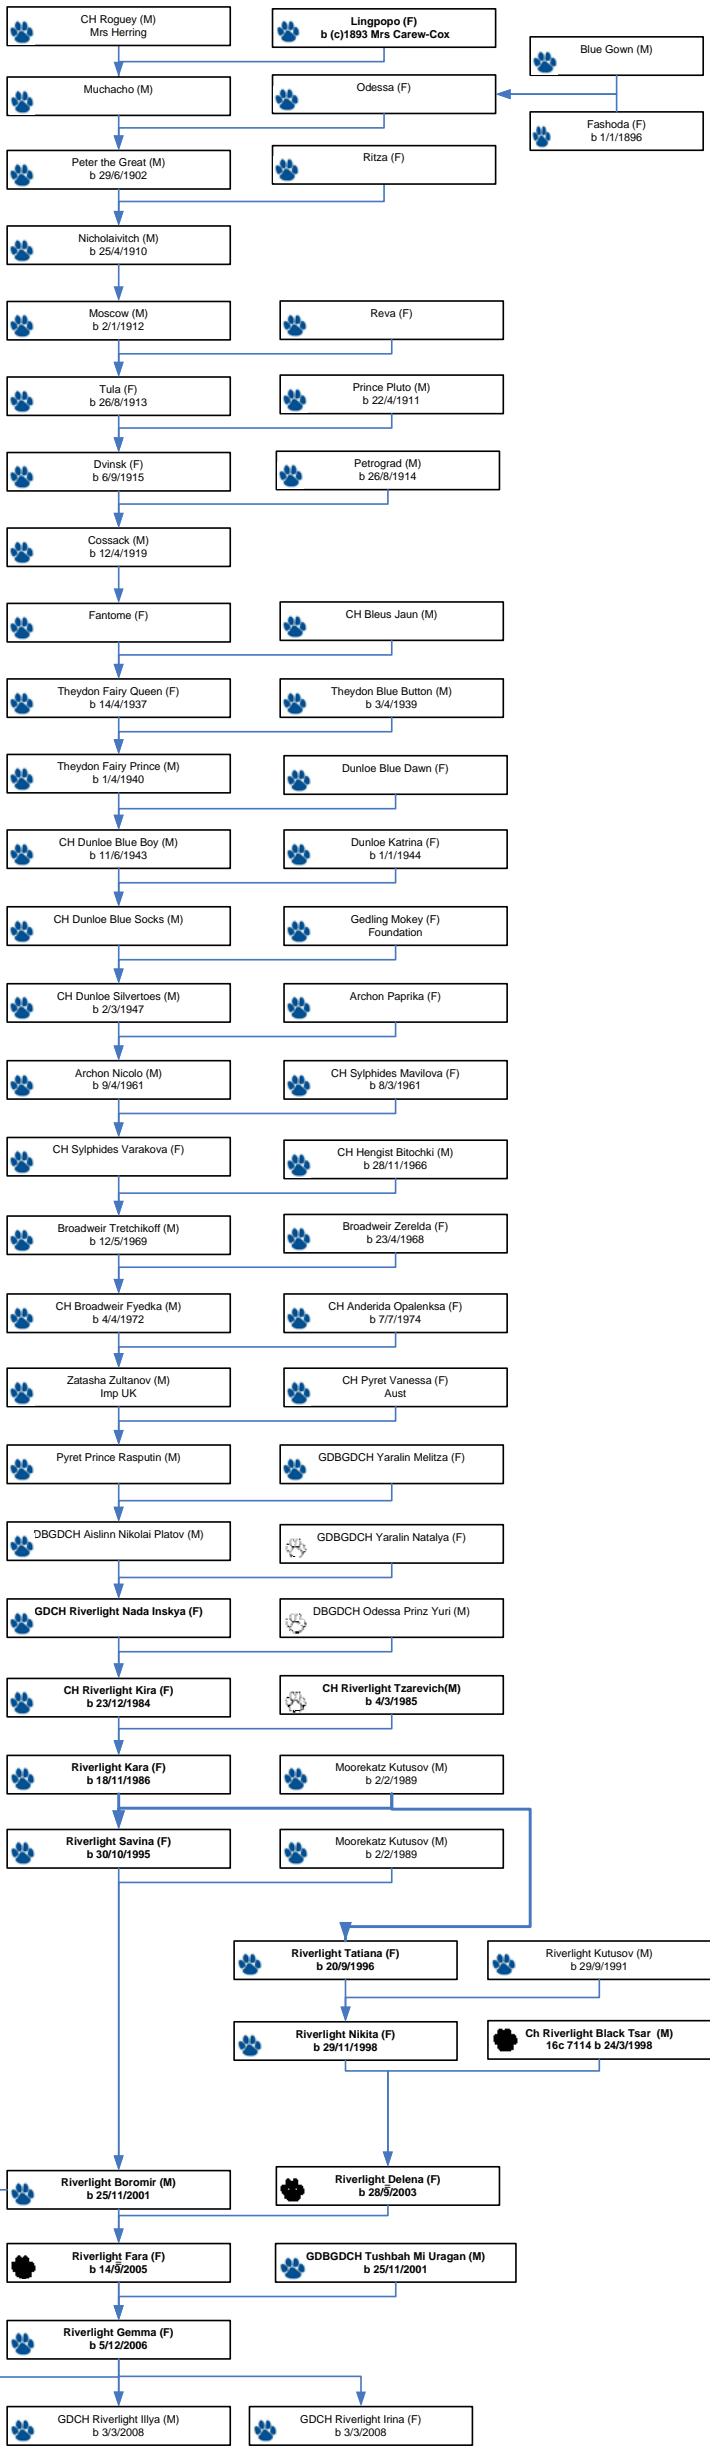 CH Roguey (M)
Mrs Herring
Lingpopo (F)
b (c)1893 Mrs Carew-Cox
Blue Gown (M)
Muchacho (M)
Odessa (F)
Fashoda (F)
b 1/1/1896
Peter the Great (M)
b 29/6/1902
Ritza (F)
Nicholaivitch (M)
b 25/4/1910
Moscow (M)
b 2/1/1912
Reva (F)
Tula (F)
b 26/8/1913
Prince Pluto (M)
b 22/4/1911
Dvinsk (F)
b 6/9/1915
Petrograd (M)
b 26/8/1914
Cossack (M)
b 12/4/1919
Fantome (F)
CH Bleus Jaun (M)
Theydon Fairy Queen (F)
b 14/4/1937
Theydon Blue Button (M)
b 3/4/1939
Theydon Fairy Prince (M)
b 1/4/1940
Dunloe Blue Dawn (F)
CH Dunloe Blue Boy (M)
b 11/6/1943
Dunloe Katrina (F)
b 1/1/1944
CH Dunloe Blue Socks (M)
Gedling Mokey (F)
Foundation
CH Dunloe Silvertoes (M)
b 2/3/1947
Archon Paprika (F)
Archon Nicolo (M)
b 9/4/1961
CH Sylphides Mavilova (F)
b 8/3/1961
CH Sylphides Varakova (F)
CH Hengist Bitochki (M)
b 28/11/1966
Broadweir Tretchikoff (M)
b 12/5/1969
Broadweir Zerelda (F)
b 23/4/1968
CH Broadweir Fyedka (M)
b 4/4/1972
CH Anderida Opalenksa (F)
b 7/7/1974
Zatasha Zultanov (M)
Imp UK
CH Pyret Vanessa (F)
Aust
Pyret Prince Rasputin (M)
GDBGDCH Yaralin Melitza (F)
DBGDCH Aislinn Nikolai Platov (M)
GDBGDCH Yaralin Natalya (F)
GDCH Riverlight Nada Inskya (F)
DBGDCH Odessa Prinz Yuri (M)
CH Riverlight Kira (F)
b 23/12/1984
CH Riverlight Tzarevich(M)
b 4/3/1985
Riverlight Kara (F)
b 18/11/1986
Moorekatz Kutusov (M)
b 2/2/1989
Riverlight Savina (F)
b 30/10/1995
Moorekatz Kutusov (M)
b 2/2/1989
Riverlight Tatiana (F)
b 20/9/1996
Riverlight Kutusov (M)
b 29/9/1991
Riverlight Nikita (F)
b 29/11/1998
Ch Riverlight Black Tsar (M)
16c 7114 b 24/3/1998
Riverlight Boromir (M)
b 25/11/2001
Riverlight Delena (F)
b 28/9/2003
Riverlight Fara (F)
b 14/9/2005
GDBGDCH Tushbah Mi Uragan (M)
b 25/11/2001
Riverlight Gemma (F)
b 5/12/2006
GDCH Riverlight Illya (M)
b 3/3/2008
GDCH Riverlight Irina (F)
b 3/3/2008